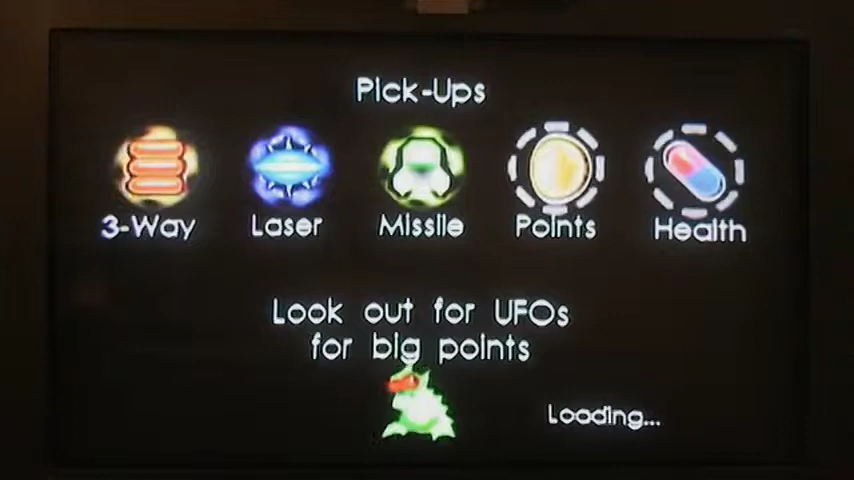 Pick-Ups
3-Way Laser Missile Points Health
Look out for UFOs
for big points
Loading...